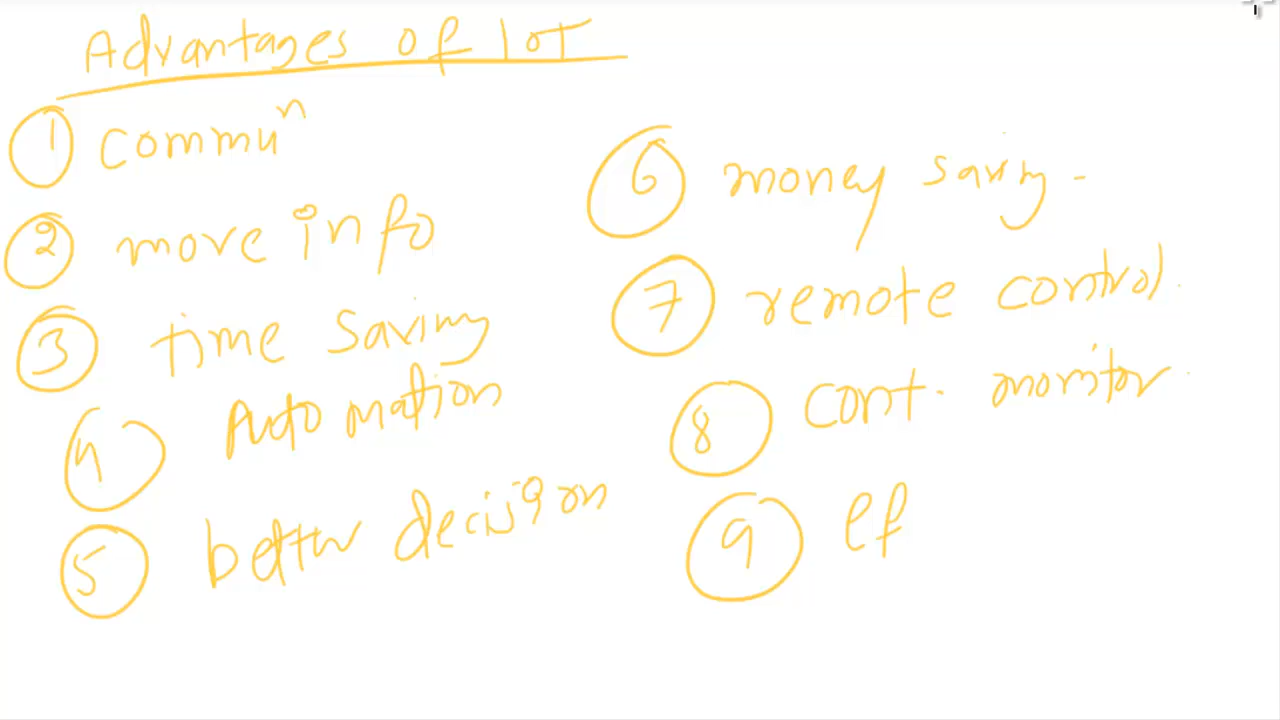 Advantages of IoT
1 Commuⁿ
2 more info
3 time saving
4 Automation
5 better decision
6 money saving -
7 remote control.
8 cont. monitor.
9 ef